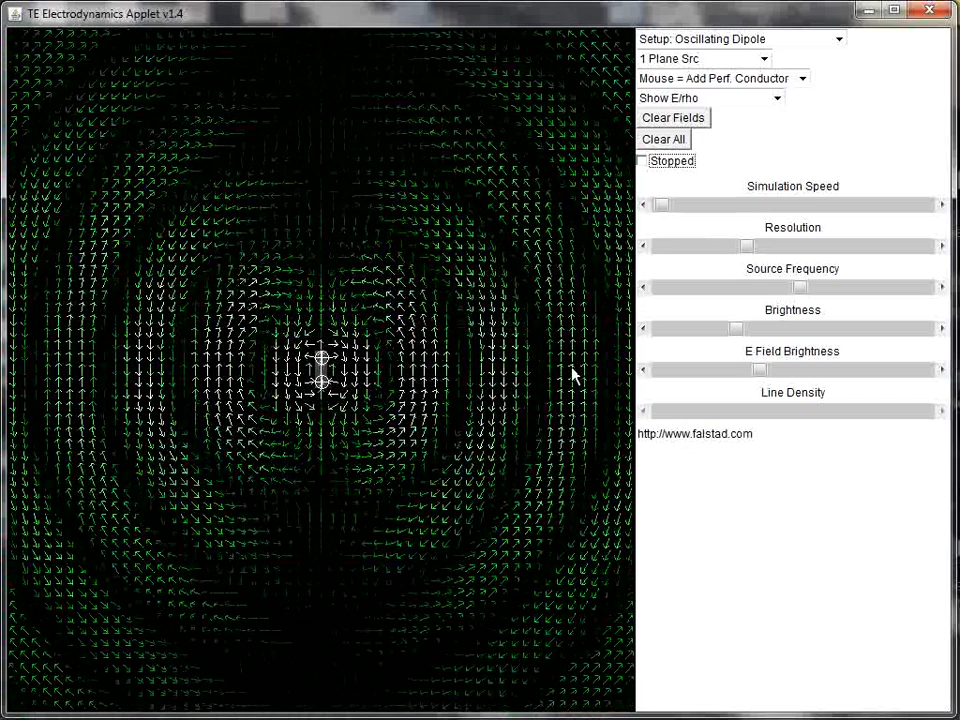 TE Electrodynamics Applet v1.4
Setup: Oscillating Dipole
1 Plane Src
Mouse = Add Perf. Conductor
Show E/rho
Clear Fields
Clear All
Stopped
Simulation Speed
Resolution
Source Frequency
Brightness
E Field Brightness
Line Density
http://www.falstad.com